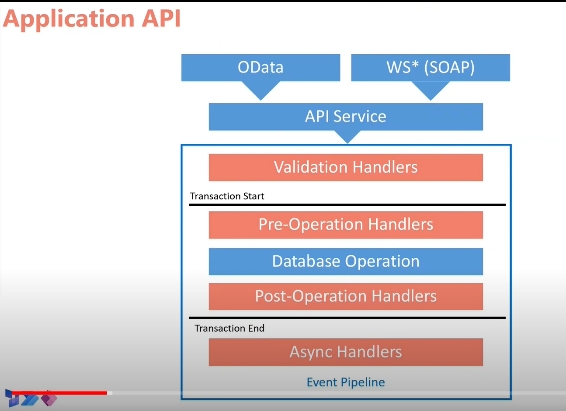 Application API
OData
WS* (SOAP)
API Service
Validation Handlers
Transaction Start
Pre-Operation Handlers
Database Operation
Post-Operation Handlers
Transaction End
Async Handlers
Event Pipeline